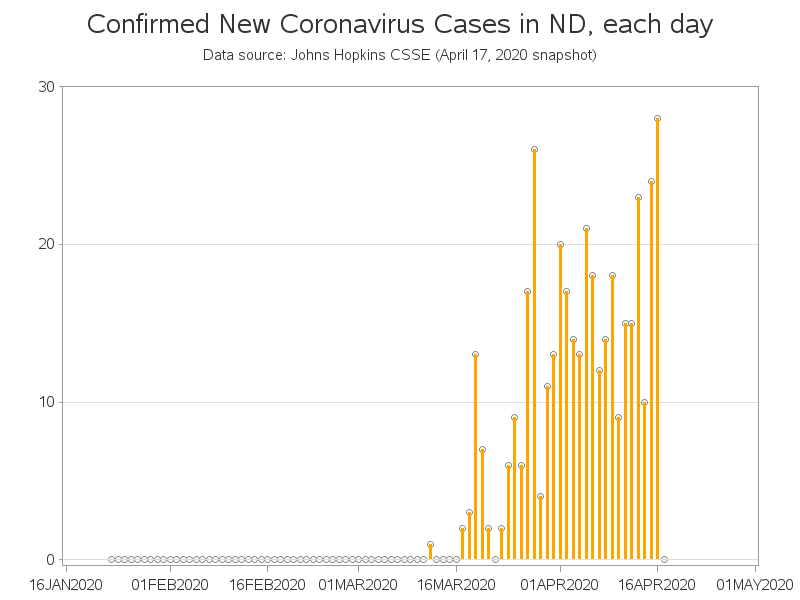 Confirmed New Coronavirus Cases in ND, each day
Data source: Johns Hopkins CSSE (April 17, 2020 snapshot)
30
20
10
0
16JAN2020 01FEB2020 16FEB2020 01MAR2020 16MAR2020 01APR2020 16APR2020 01MAY2020